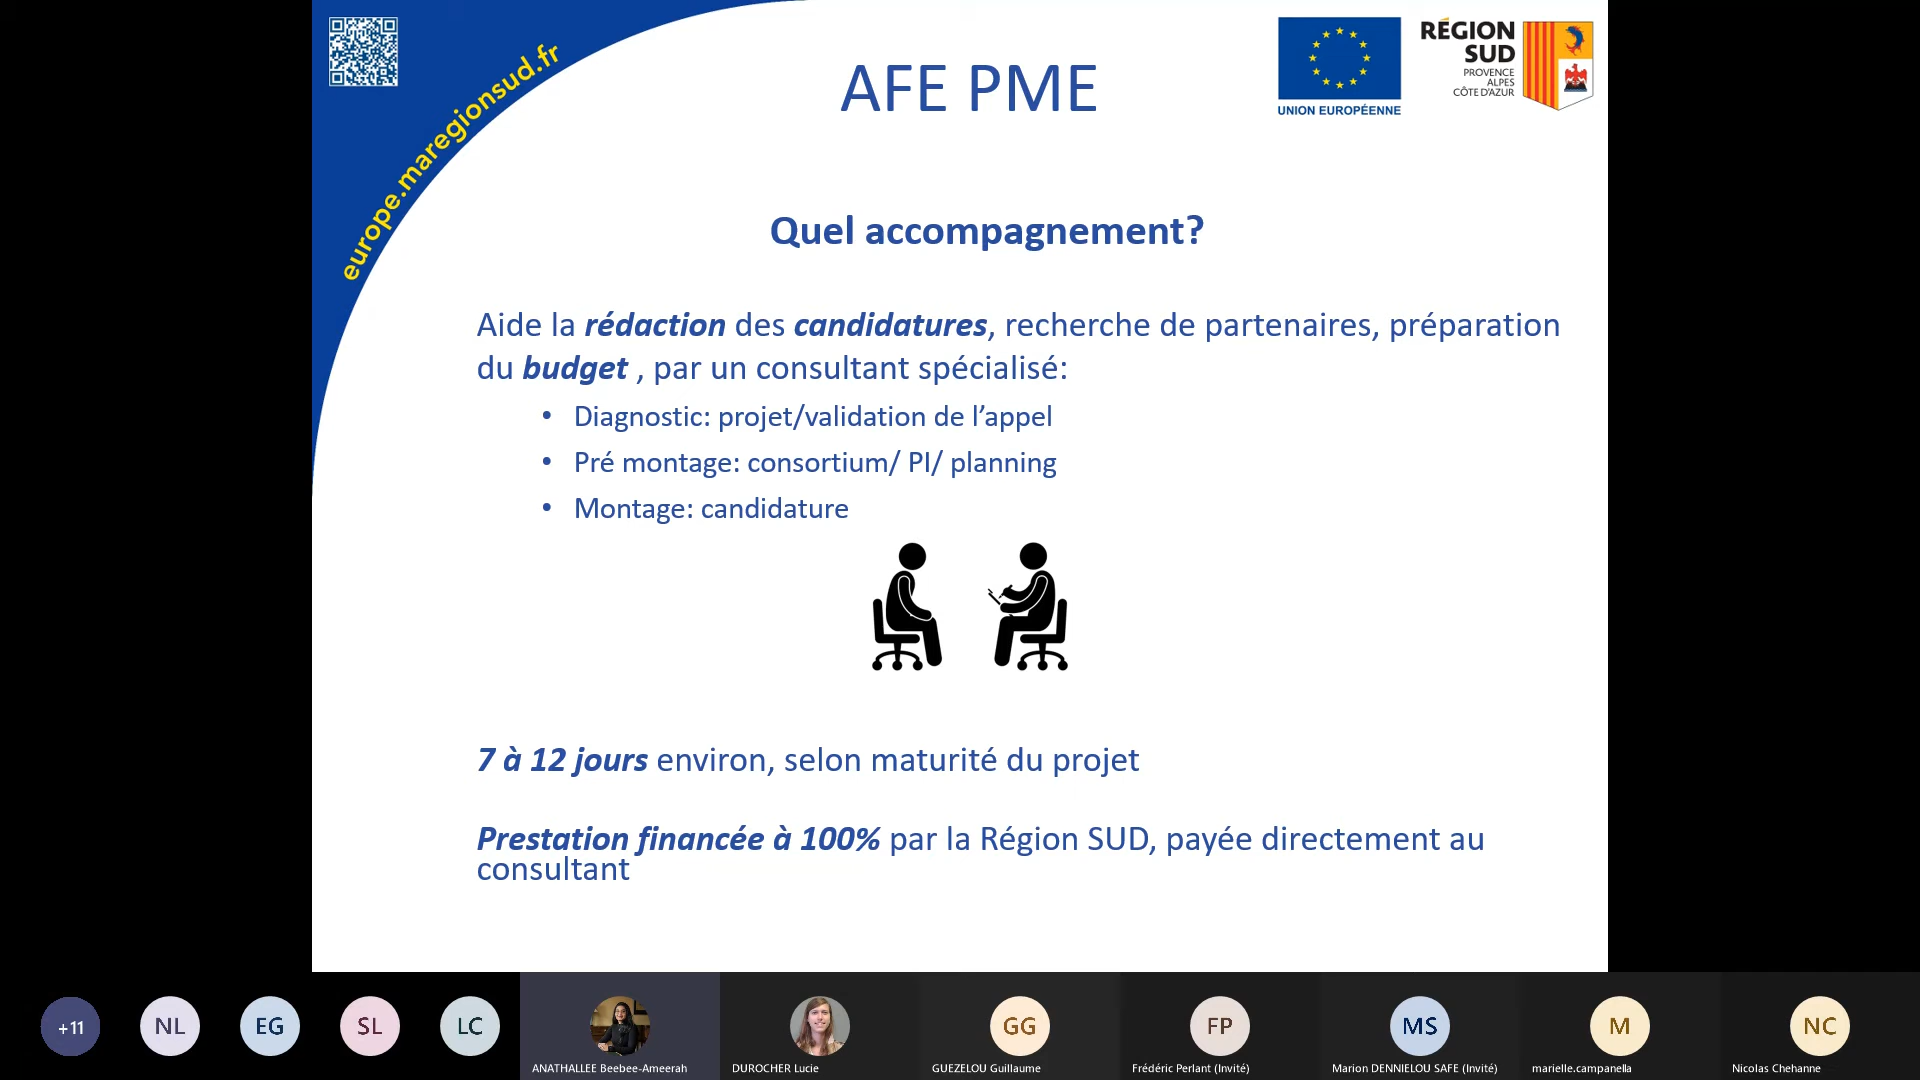 europe.maregionsud.fr
AFE PME
UNION EUROPÉENNE
RÉGION
SUD
PROVENCE
ALPES
CÔTE D'AZUR
Quel accompagnement?
Aide la rédaction des candidatures, recherche de partenaires, préparation
du budget , par un consultant spécialisé:
• Diagnostic: projet/validation de l’appel
• Pré montage: consortium/ PI/ planning
• Montage: candidature
7 à 12 jours environ, selon maturité du projet
Prestation financée à 100% par la Région SUD, payée directement au
consultant
+11
NL
EG
SL
LC
ANATHALLEE Beebee-Ameerah
DUROCHER Lucie
GG
GUEZELOU Guillaume
FP
Frédéric Perlant (Invité)
MS
Marion DENNIELOU SAFE (Invité)
M
marielle.campanella
NC
Nicolas Chehanne